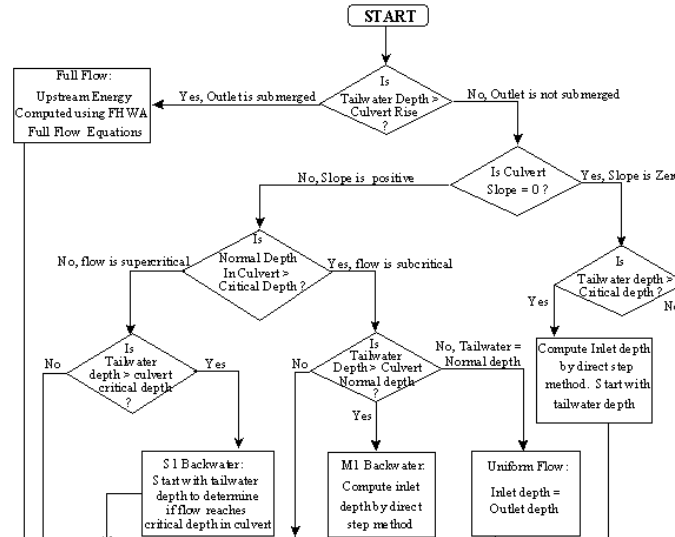 START
Full Flow:
Upstream Energy
Computed using FHWA
Full Flow Equations
Yes, Outlet is submerged
Is
Tailwater Depth >
Culvert Rise
?
No, Outlet is not submerged
Is Culvert
Slope = 0 ?
No, Slope is positive
Yes, Slope is Zero
Is
Normal Depth
In Culvert >
Critical Depth ?
No, flow is supercritical
Yes, flow is subcritical
Is
Tailwater depth >
Critical depth ?
Yes
No
Is
Tailwater
depth > culvert
critical depth
?
No
Yes
Is
Tailwater
Depth > Culvert
Normal depth
?
No
No, Tailwater =
Normal depth
Yes
Compute Inlet depth
by direct step
method. Start with
tailwater depth
S1 Backwater:
Start with tailwater
depth to determine
if flow reaches
critical depth in culvert
M1 Backwater:
Compute inlet
depth by direct
step method
Uniform Flow:
Inlet depth =
Outlet depth